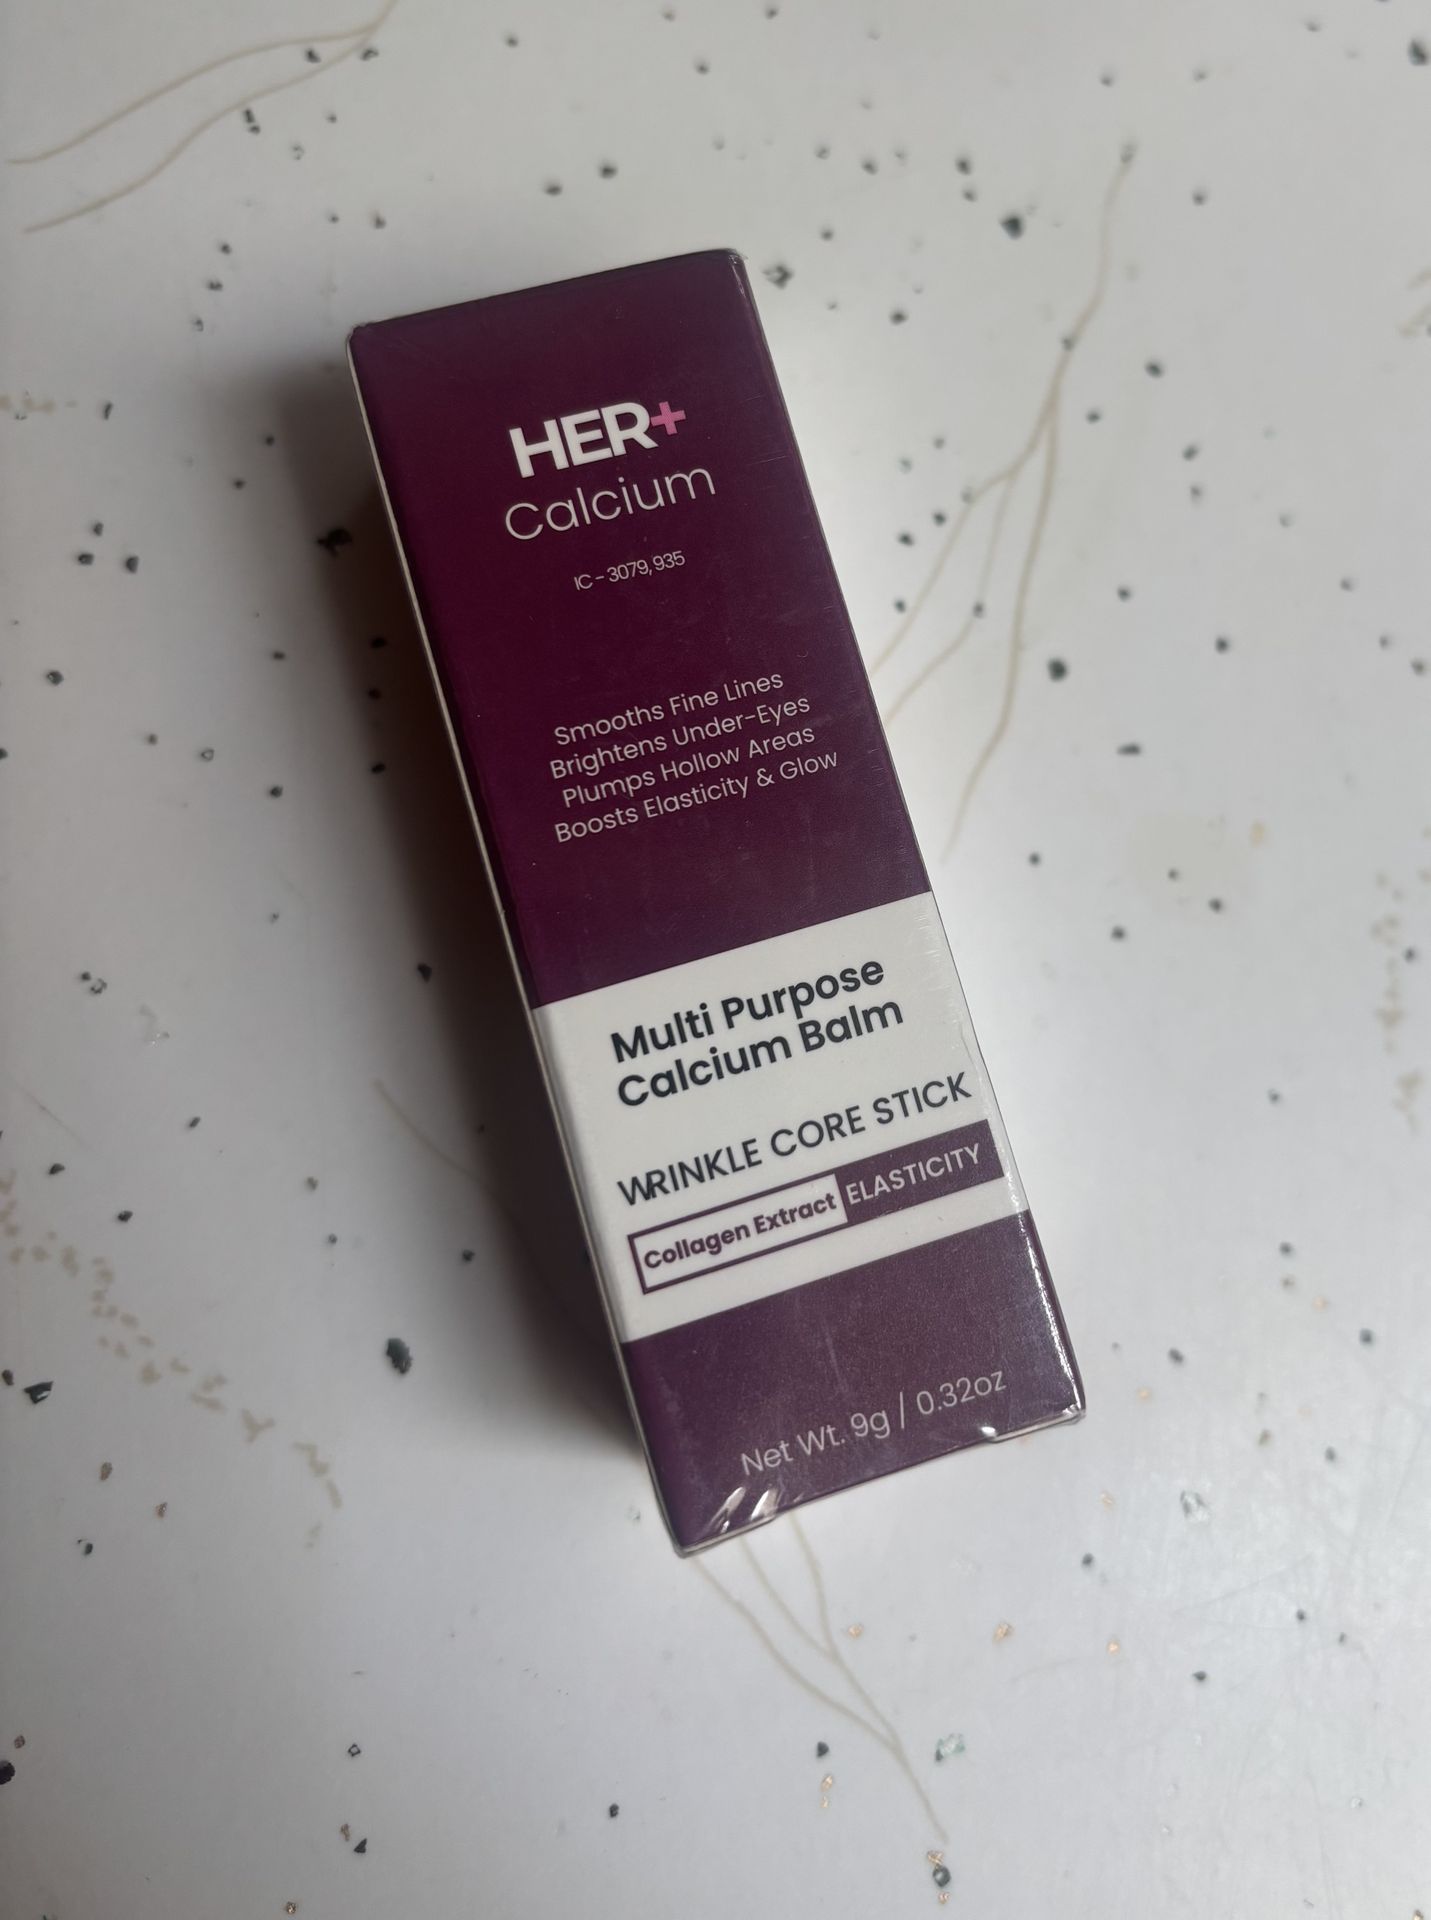 HER+
Calcium
IC - 3079,935
Smooths Fine Lines
Brightens Under-Eyes
Plumps Hollow Areas
Boosts Elasticity & Glow
Multi Purpose
Calcium Balm
WRINKLE CORE STICK
Collagen Extract ELASTICITY
Net Wt. 9g / 0.32oz